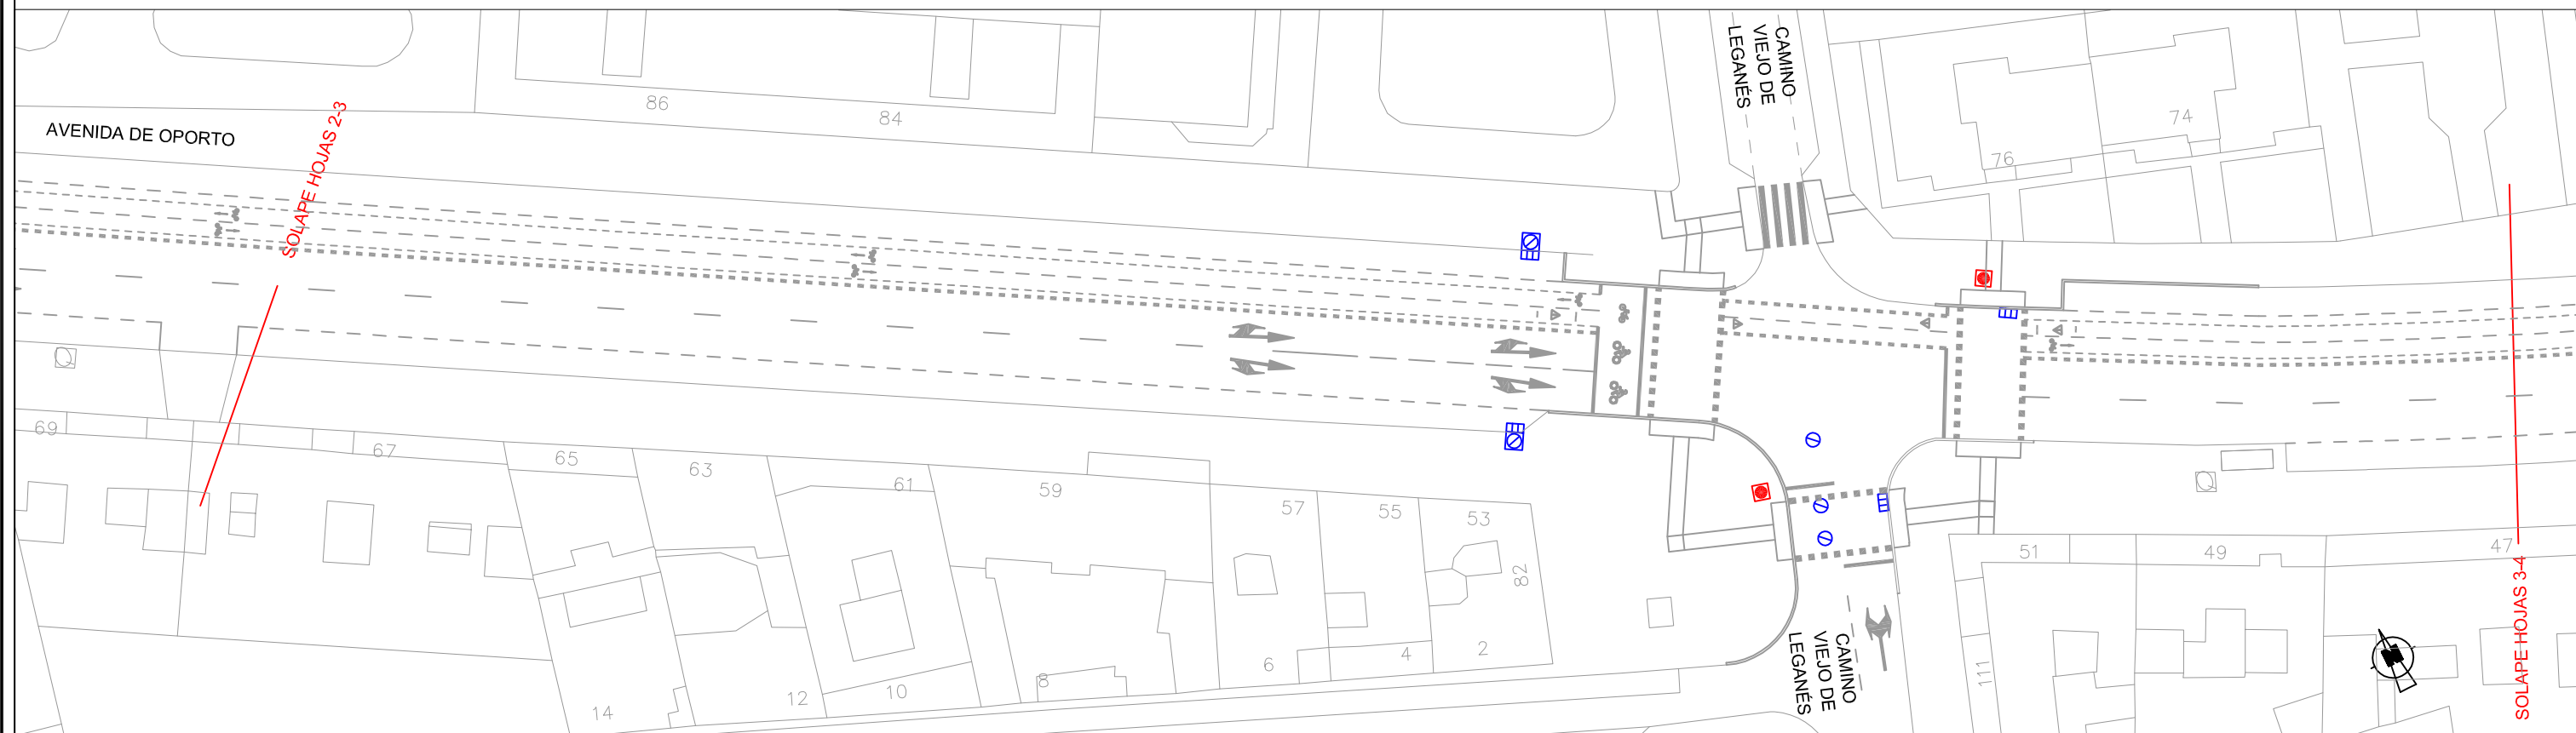 CAMINO
VIEJO DE
LEGANÉS
86
84
74
76
AVENIDA DE OPORTO
SOLAPE HOJAS 2-3
69
67
65
63
61
59
57
55
53
82
51
49
47
14
12
10
8
6
4
2
111
CAMINO
VIEJO DE
LEGANÉS
SOLAPE HOJAS 3-4
N